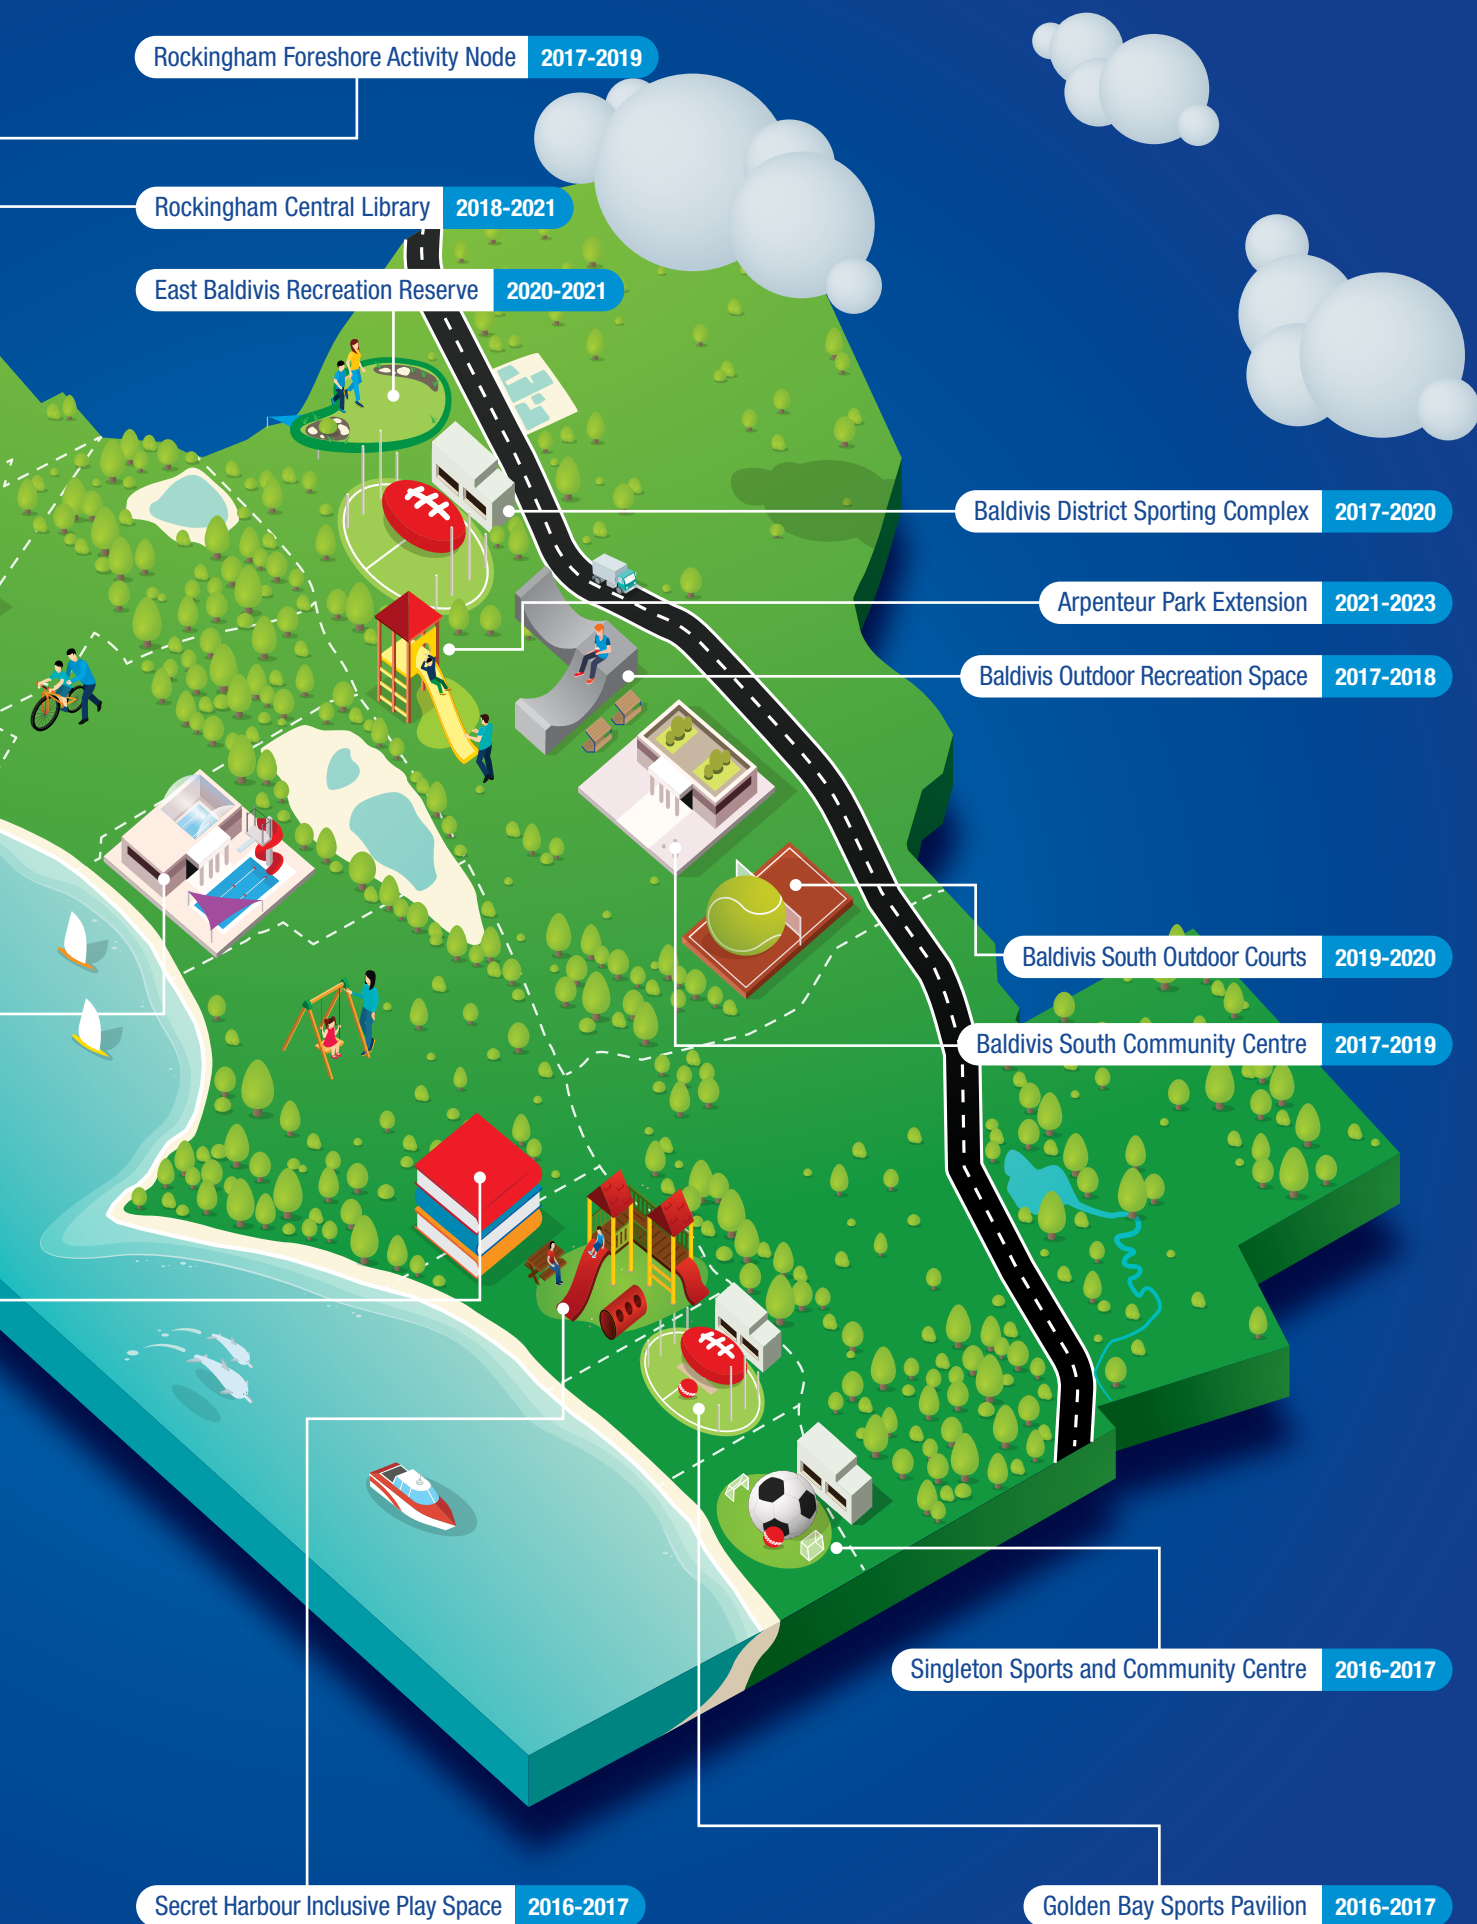 Rockingham Foreshore Activity Node 2017-2019
Rockingham Central Library 2018-2021
East Baldivis Recreation Reserve 2020-2021
Baldivis District Sporting Complex 2017-2020
Arpenteur Park Extension 2021-2023
Baldivis Outdoor Recreation Space 2017-2018
Baldivis South Outdoor Courts 2019-2020
Baldivis South Community Centre 2017-2019
Singleton Sports and Community Centre 2016-2017
Secret Harbour Inclusive Play Space 2016-2017
Golden Bay Sports Pavilion 2016-2017